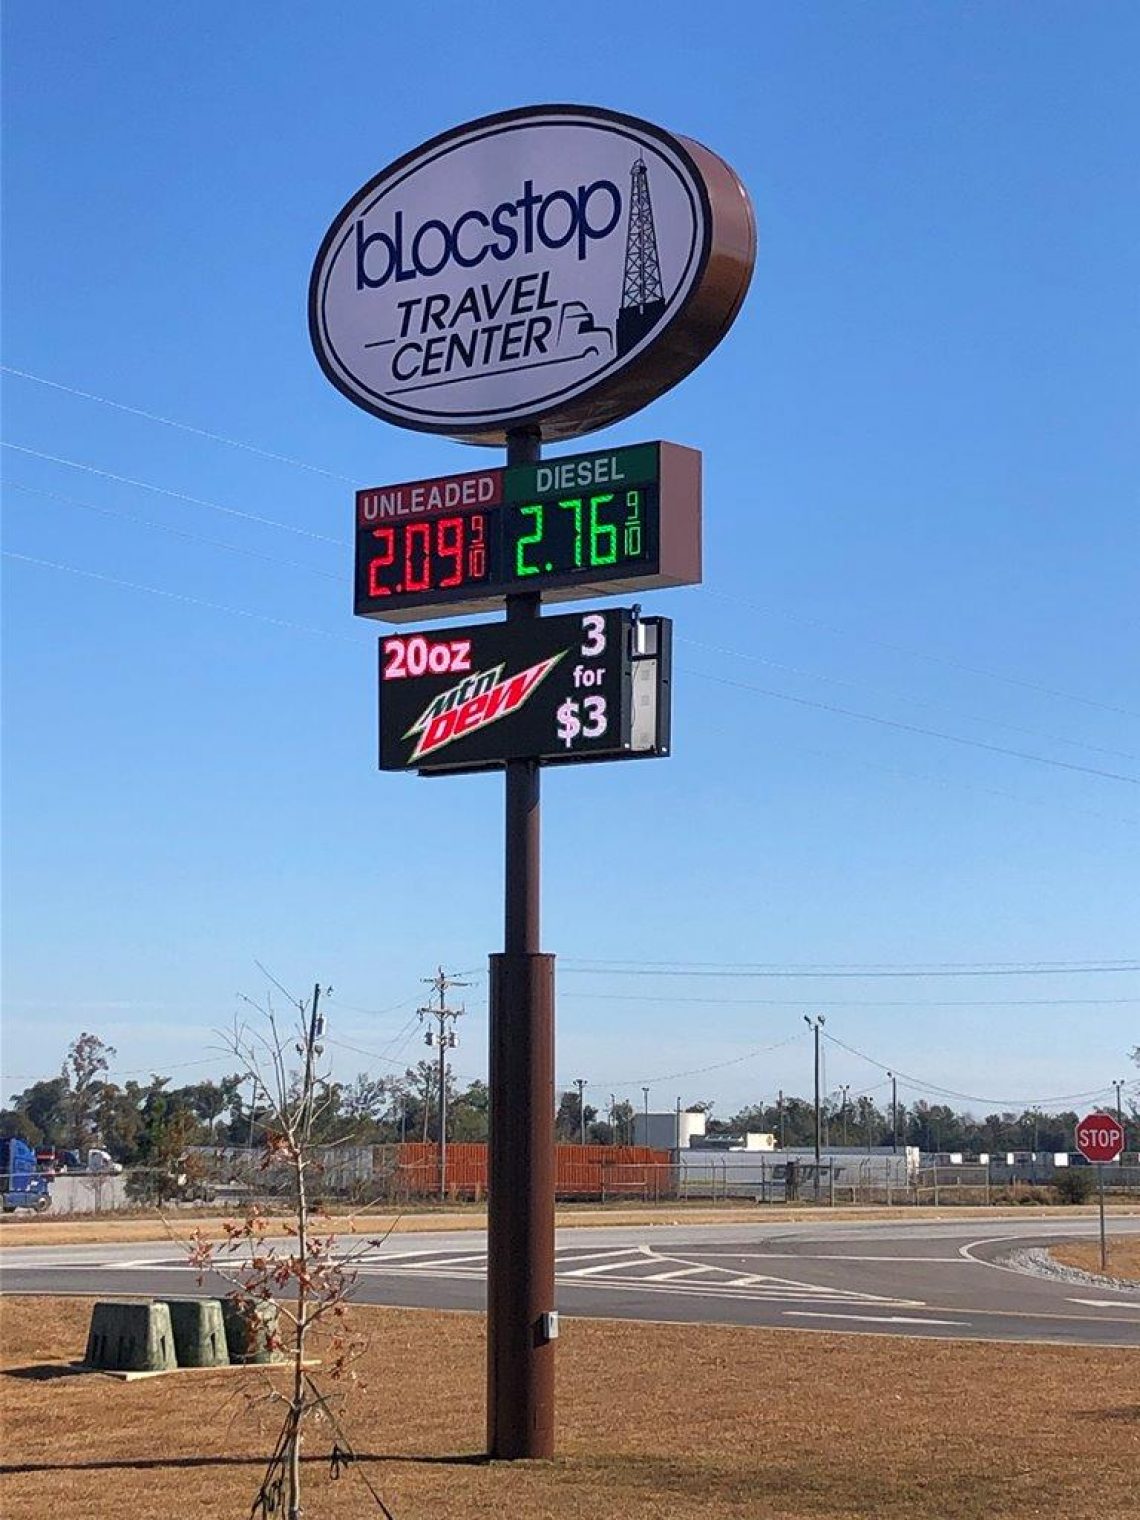 bLocstop
TRAVEL
CENTER
UNLEADED DIESEL
2.09 9/10 2.76 9/10
20oz
mtn
DEW
3
for
$3
STOP